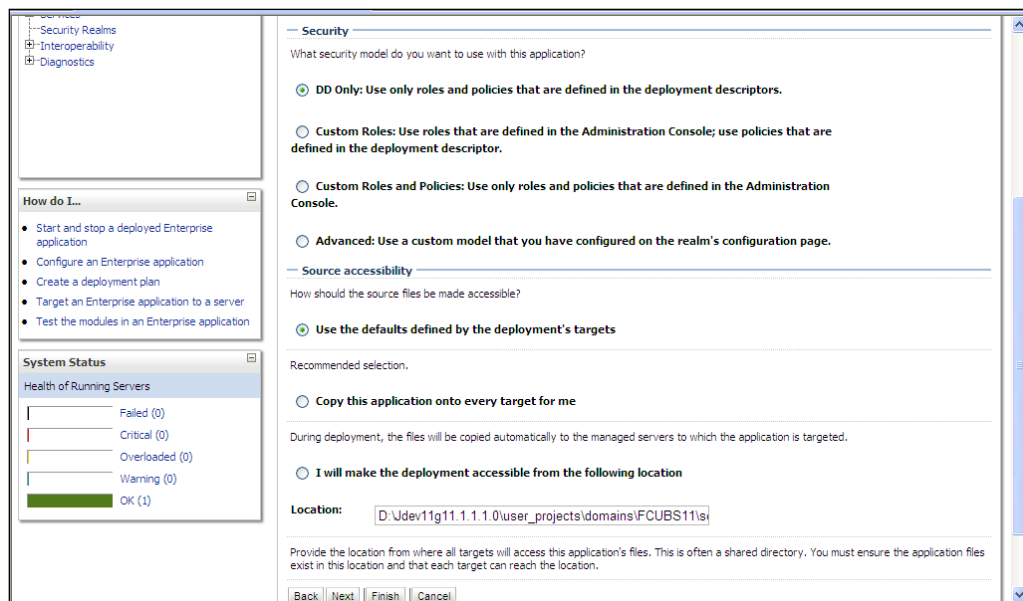 Services
Security Realms
Interoperability
Diagnostics
How do I...
Start and stop a deployed Enterprise
application
Configure an Enterprise application
Create a deployment plan
Target an Enterprise application to a server
Test the modules in an Enterprise application
System Status
Health of Running Servers
Failed (0)
Critical (0)
Overloaded (0)
Warning (0)
OK (1)
Security
What security model do you want to use with this application?
DD Only: Use only roles and policies that are defined in the deployment descriptors.
Custom Roles: Use roles that are defined in the Administration Console; use policies that are
defined in the deployment descriptor.
Custom Roles and Policies: Use only roles and policies that are defined in the Administration
Console.
Advanced: Use a custom model that you have configured on the realm's configuration page.
Source accessibility
How should the source files be made accessible?
Use the defaults defined by the deployment's targets
Recommended selection.
Copy this application onto every target for me
During deployment, the files will be copied automatically to the managed servers to which the application is targeted.
I will make the deployment accessible from the following location
Location: D:\Jdev11g11.1.1.1.0\user_projects\domains\FCUBS11\se
Provide the location from where all targets will access this application's files. This is often a shared directory. You must ensure the application files
exist in this location and that each target can reach the location.
Back Next Finish Cancel